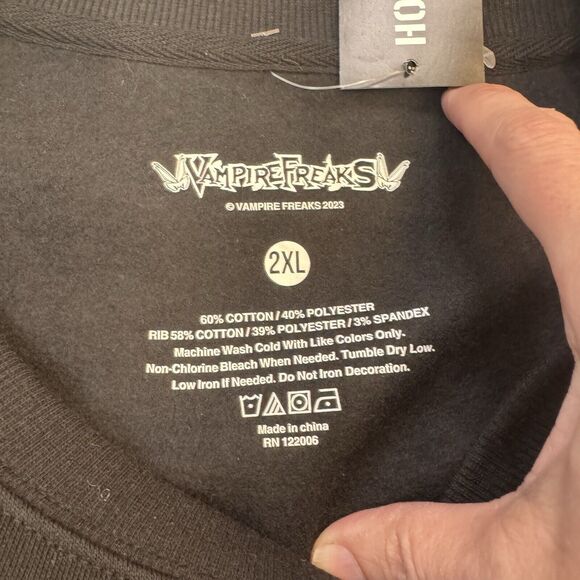 HO
VAMPIREFREAKS
© VAMPIRE FREAKS 2023
2XL
60% COTTON / 40% POLYESTER
RIB 58% COTTON / 39% POLYESTER / 3% SPANDEX
Machine Wash Cold With Like Colors Only.
Non-Chlorine Bleach When Needed. Tumble Dry Low.
Low Iron If Needed. Do Not Iron Decoration.
Made in china
RN 122006